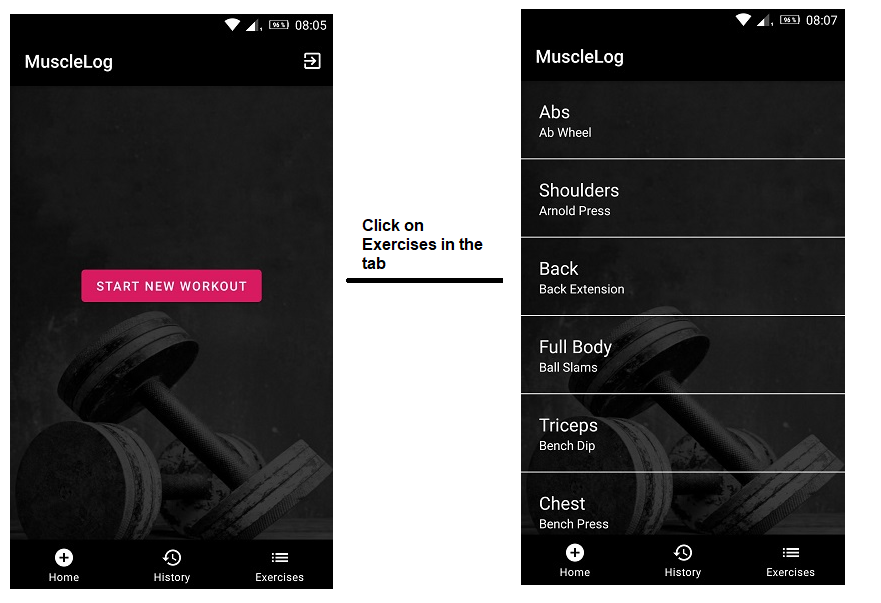 96 % 08:05
MuscleLog
START NEW WORKOUT
Home History Exercises
Click on
Exercises in the
tab
96 % 08:07
MuscleLog
Abs
Ab Wheel
Shoulders
Arnold Press
Back
Back Extension
Full Body
Ball Slams
Triceps
Bench Dip
Chest
Bench Press
Home History Exercises